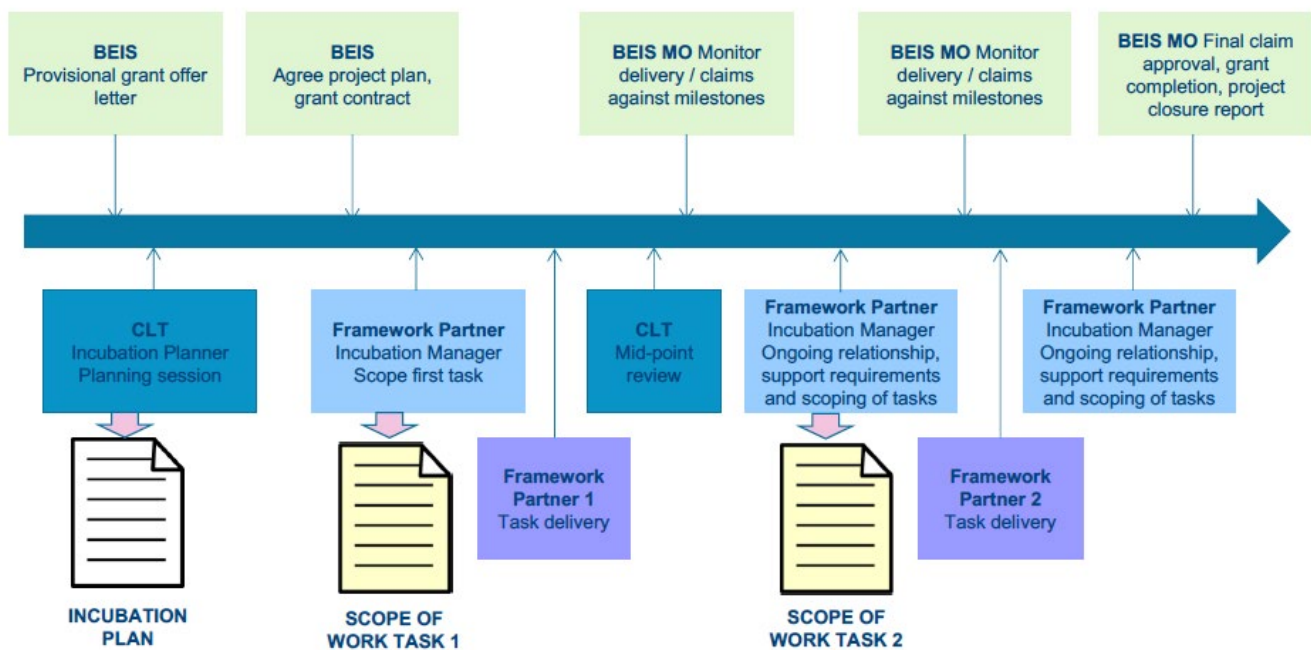 BEIS
Provisional grant offer
letter
BEIS
Agree project plan,
grant contract
BEIS MO Monitor
delivery / claims
against milestones
BEIS MO Monitor
delivery / claims
against milestones
BEIS MO Final claim
approval, grant
completion, project
closure report
CLT
Incubation Planner
Planning session
Framework Partner
Incubation Manager
Scope first task
CLT
Mid-point
review
Framework Partner
Incubation Manager
Ongoing relationship,
support requirements
and scoping of tasks
Framework Partner
Incubation Manager
Ongoing relationship,
support requirements
and scoping of tasks
Framework
Partner 1
Task delivery
Framework
Partner 2
Task delivery
INCUBATION
PLAN
SCOPE OF
WORK TASK 1
SCOPE OF
WORK TASK 2